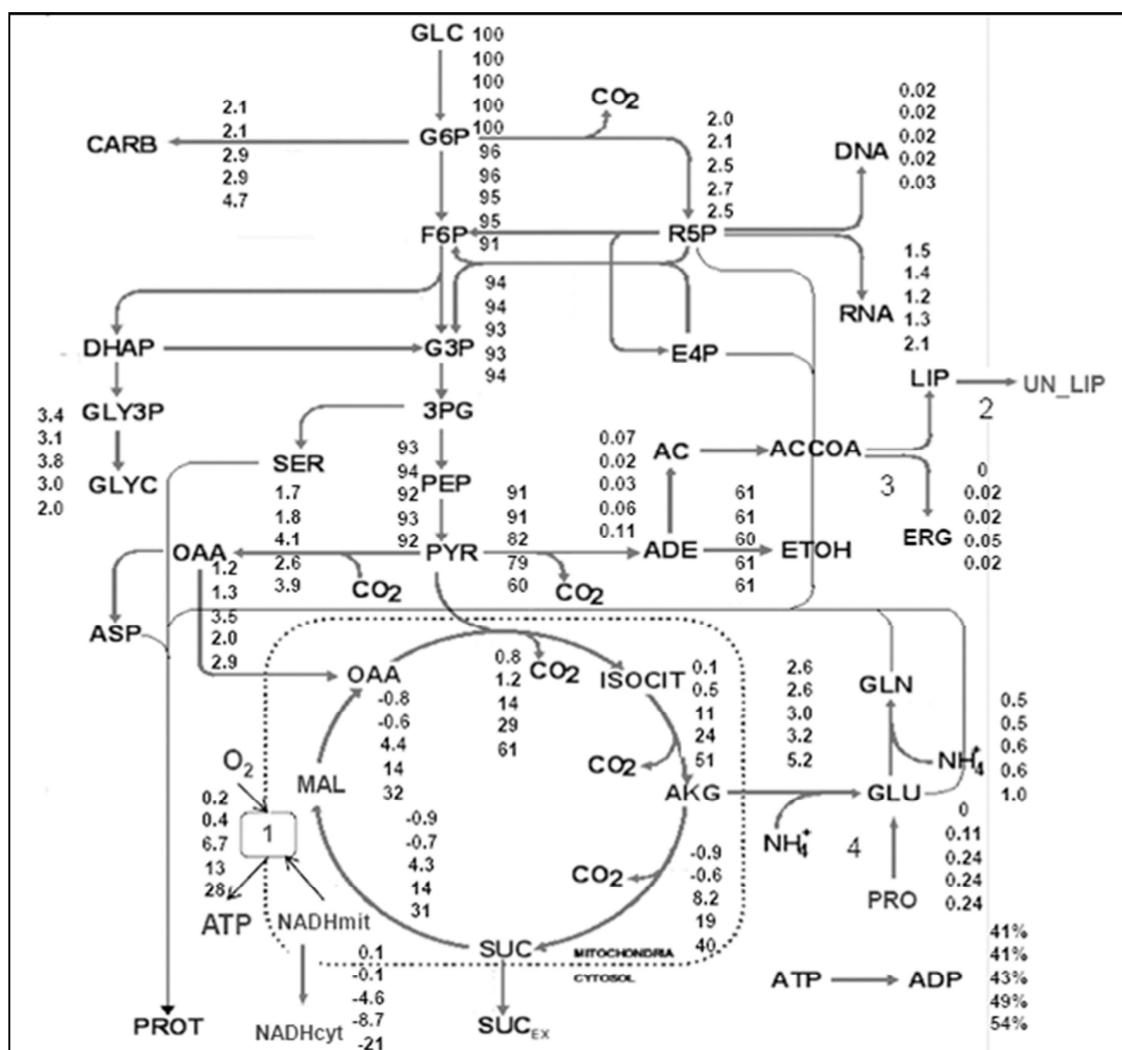 GLC 100
100
100
100
100
CO2
2.1
2.1
2.9
2.9
4.7
CARB
G6P
96
96
95
95
91
2.0
2.1
2.5
2.7
2.5
0.02
0.02
0.02
0.02
0.03
DNA
F6P
R5P
94
94
93
93
94
1.5
1.4
1.2
1.3
2.1
RNA
DHAP
G3P
E4P
LIP
UN_LIP
2
GLY3P
3PG
3.4
3.1
3.8
3.0
2.0
GLYC
SER
93
94
92
93
92
PEP
0.07
0.02
0.03
0.06
0.11
AC
ACCOA
3
0
0.02
0.02
0.05
0.02
ERG
1.7
1.8
4.1
2.6
3.9
91
91
82
79
60
61
61
60
61
61
OAA
PYR
ADE
ETOH
CO2
CO2
1.2
1.3
3.5
2.0
2.9
ASP
OAA
0.8
1.2
14
29
61
CO2
ISOCIT
0.1
0.5
11
24
51
2.6
2.6
3.0
3.2
5.2
GLN
0.5
0.5
0.6
0.6
1.0
NH4+
-0.8
-0.6
4.4
14
32
O2
MAL
CO2
AKG
GLU
NH4+
4
0
0.11
0.24
0.24
0.24
PRO
0.2
0.4
6.7
13
28
1
ATP
NADHmit
-0.9
-0.7
4.3
14
31
CO2
-0.9
-0.6
8.2
19
40
SUC
MITOCHONDRIA
CYTOSOL
0.1
-0.1
-4.6
-8.7
-21
ATP
ADP
41%
41%
43%
49%
54%
PROT
NADHcyt
SUCEX